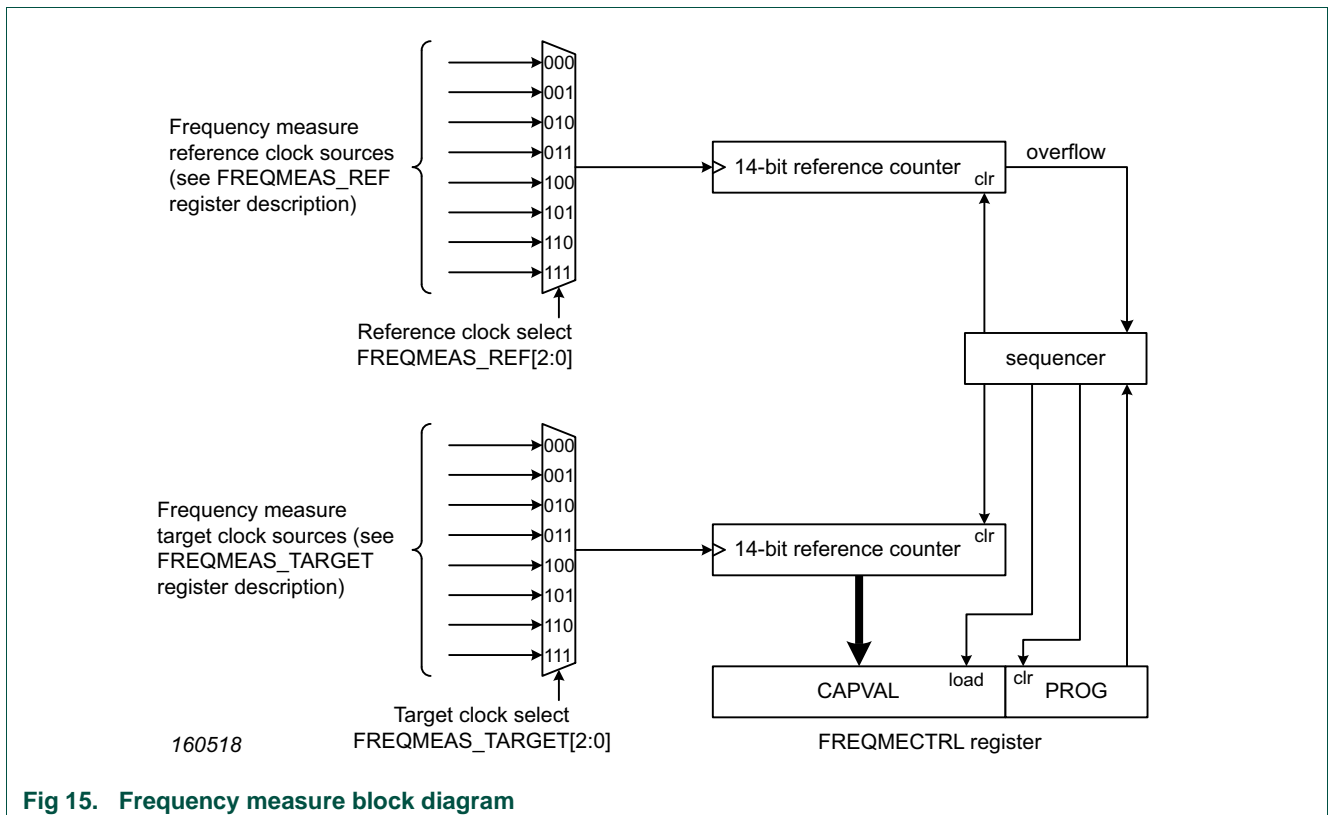 000
001
010
011
100
101
110
111
Frequency measure
reference clock sources
(see FREQMEAS_REF
register description)
Reference clock select
FREQMEAS_REF[2:0]
14-bit reference counter
clr
overflow
sequencer
000
001
010
011
100
101
110
111
Frequency measure
target clock sources (see
FREQMEAS_TARGET
register description)
Target clock select
FREQMEAS_TARGET[2:0]
14-bit reference counter
clr
CAPVAL
load
clr
PROG
FREQMECTRL register
160518
Fig 15. Frequency measure block diagram